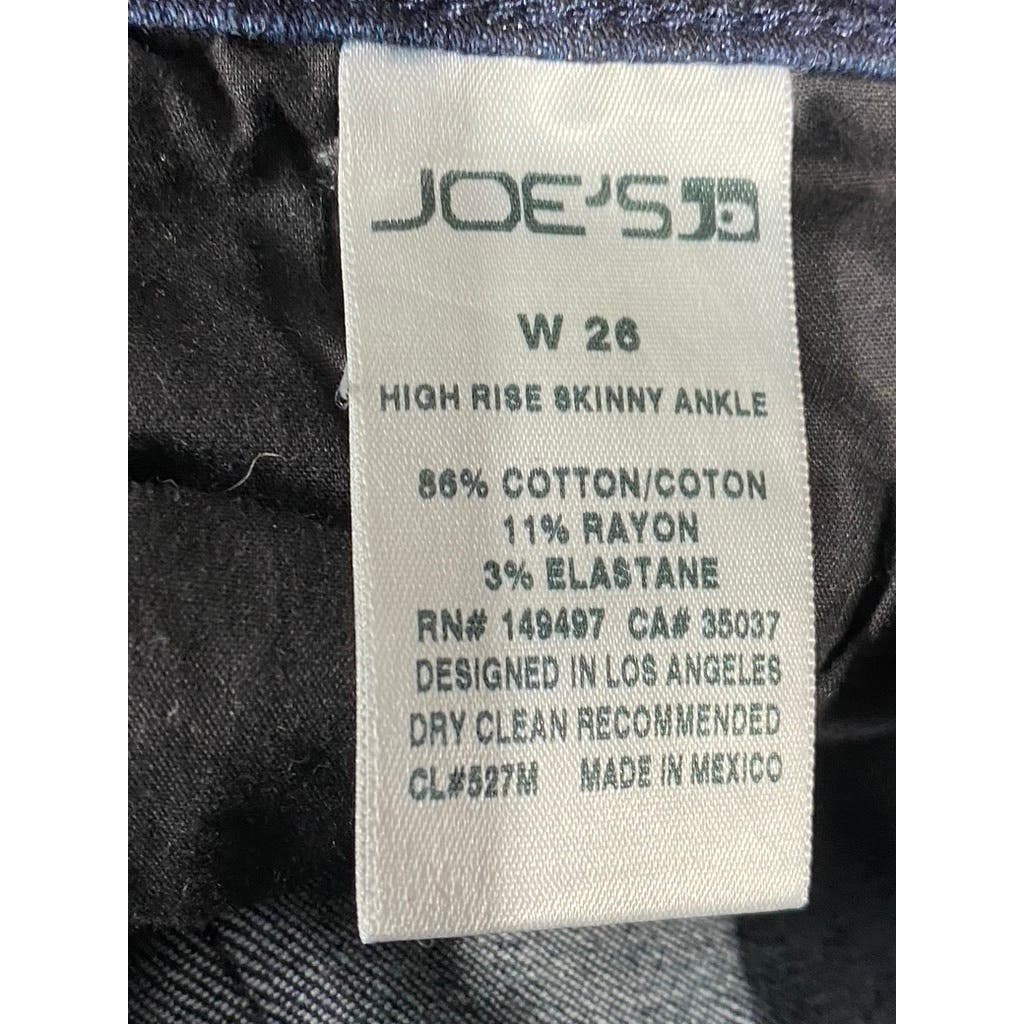 JOE'S
W 26
HIGH RISE SKINNY ANKLE
86% COTTON/COTON
11% RAYON
3% ELASTANE
RN# 149497 CA# 35037
DESIGNED IN LOS ANGELES
DRY CLEAN RECOMMENDED
CL#527M MADE IN MEXICO